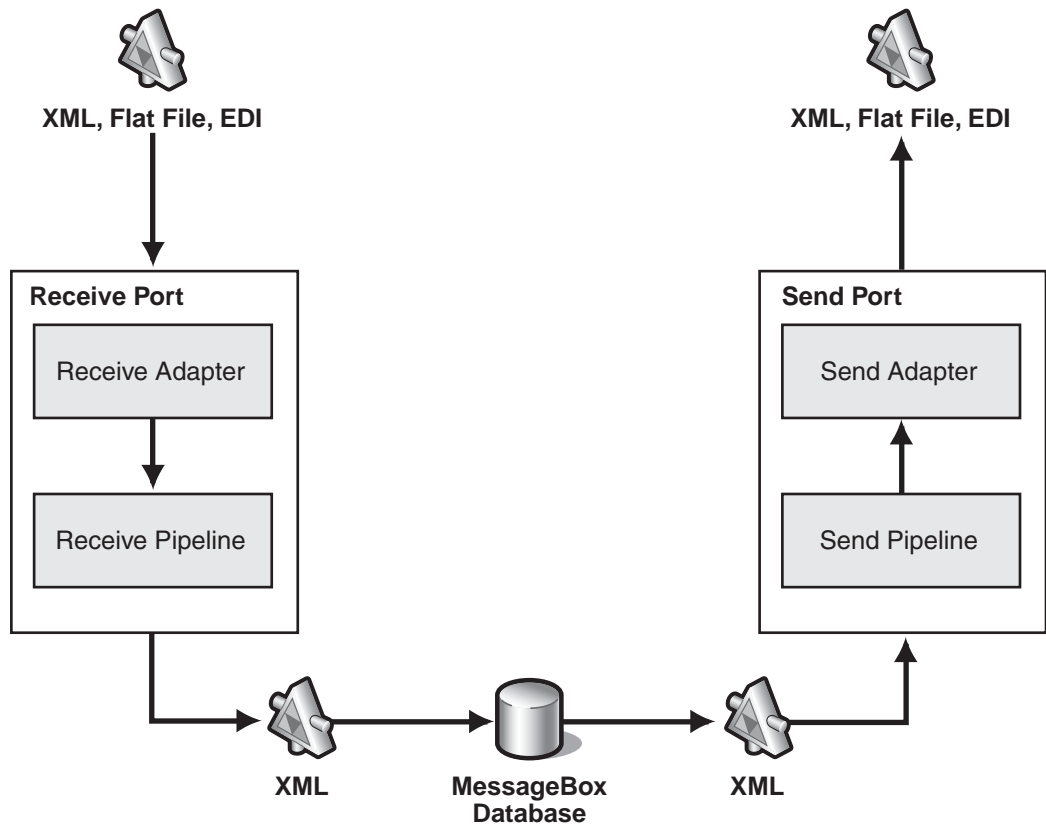 XML, Flat File, EDI
XML, Flat File, EDI
Receive Port
Receive Adapter
Receive Pipeline
Send Port
Send Adapter
Send Pipeline
XML
MessageBox
Database
XML